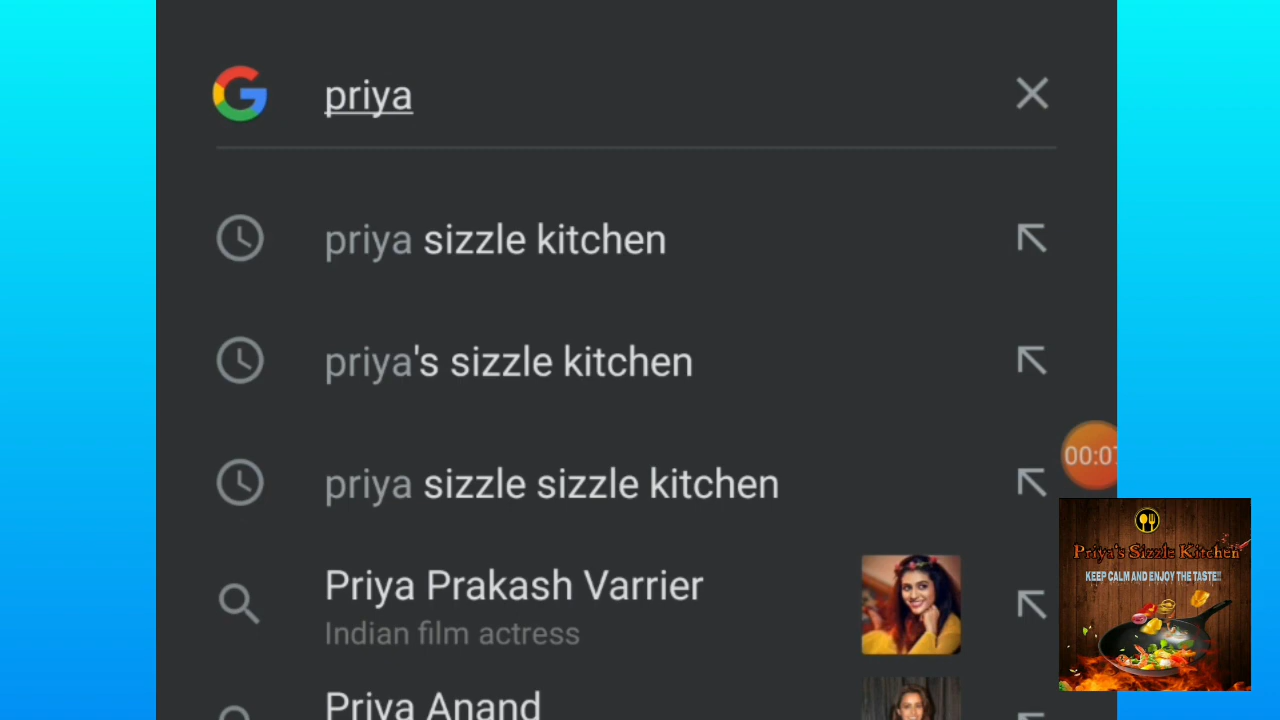 priya
priya sizzle kitchen
priya's sizzle kitchen
priya sizzle sizzle kitchen
Priya Prakash Varrier
Indian film actress
Priya Anand
00:07
Priya's Sizzle Kitchen
KEEP CALM AND ENJOY THE TASTE!!